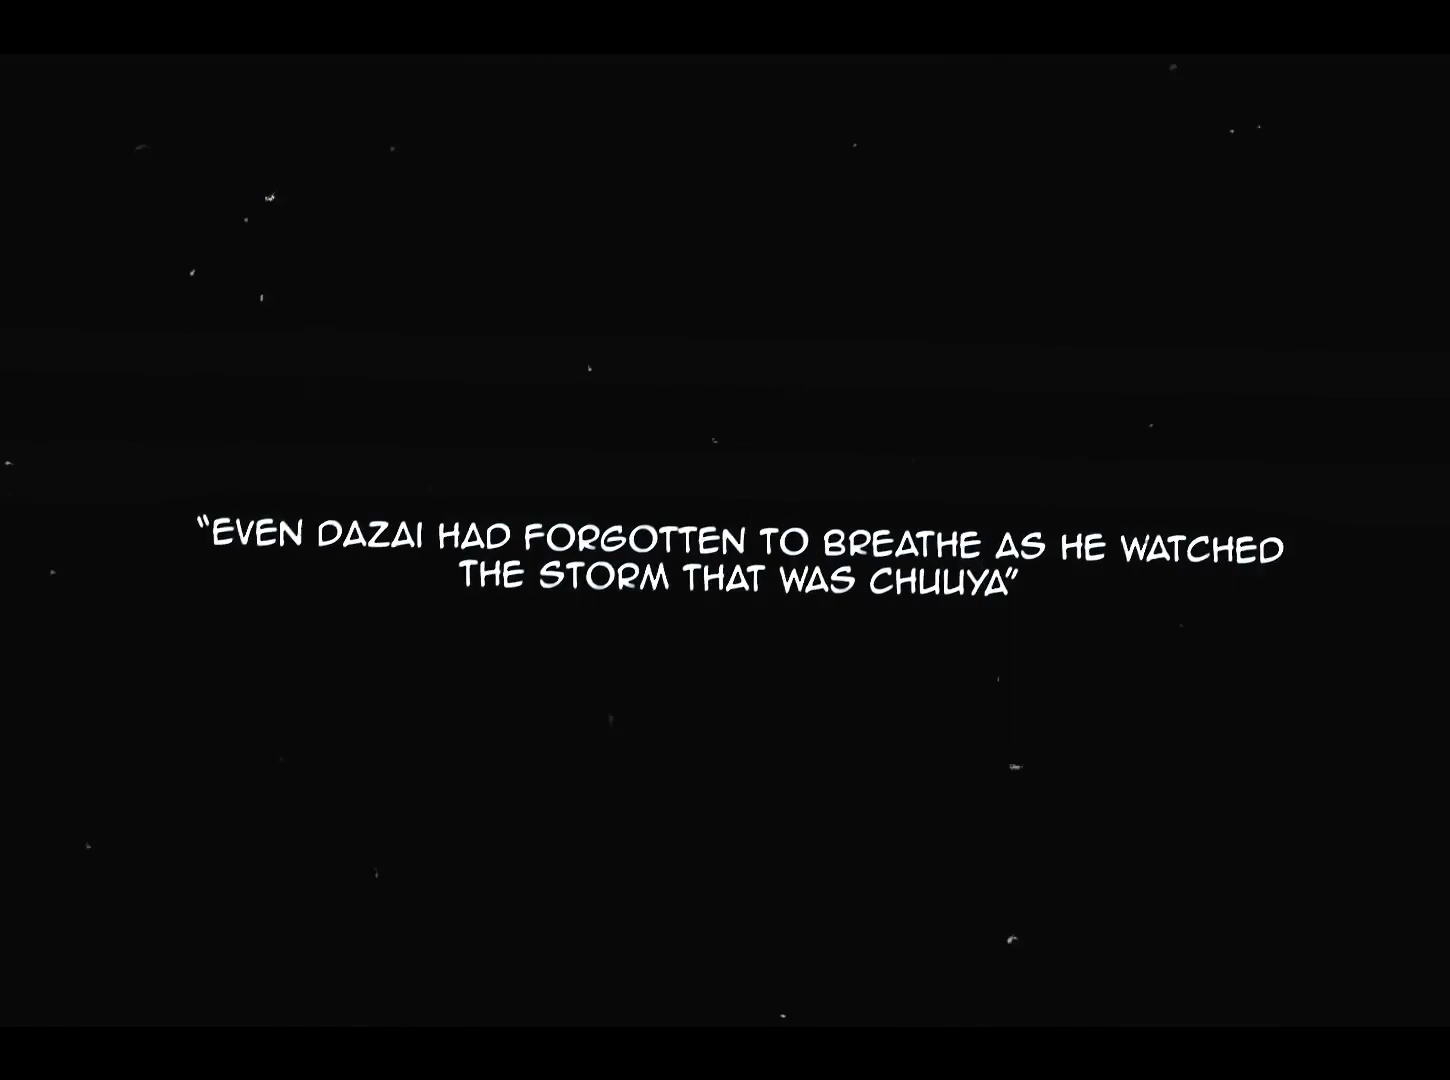 “EVEN DAZAI HAD FORGOTTEN TO BREATHE AS HE WATCHED
THE STORM THAT WAS CHUUYA”